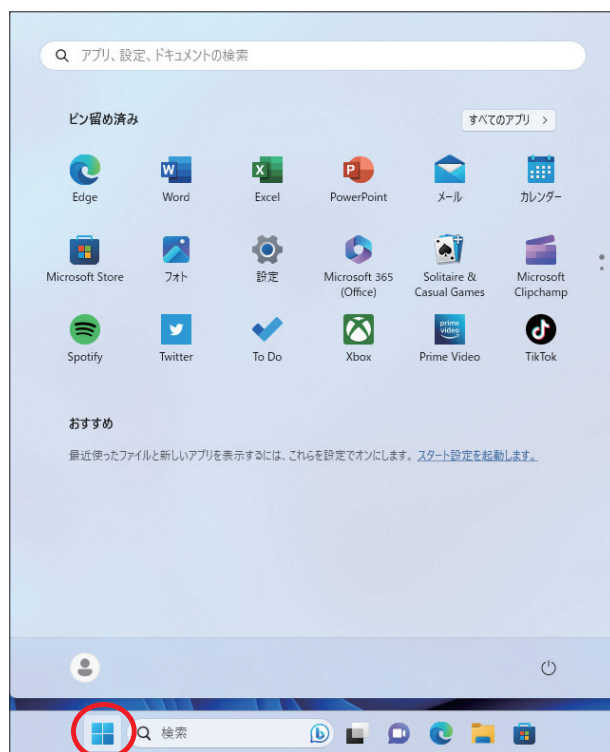 アプリ、設定、ドキュメントの検索
ピン留め済み
すべてのアプリ >
Edge Word Excel PowerPoint メール カレンダー
Microsoft Store フォト 設定 Microsoft 365 (Office) Solitaire & Casual Games Microsoft Clipchamp
prime video
Spotify Twitter To Do Xbox Prime Video TikTok
おすすめ
最近使ったファイルと新しいアプリを表示するには、これらを設定でオンにします。 スタート設定を起動します。
検索